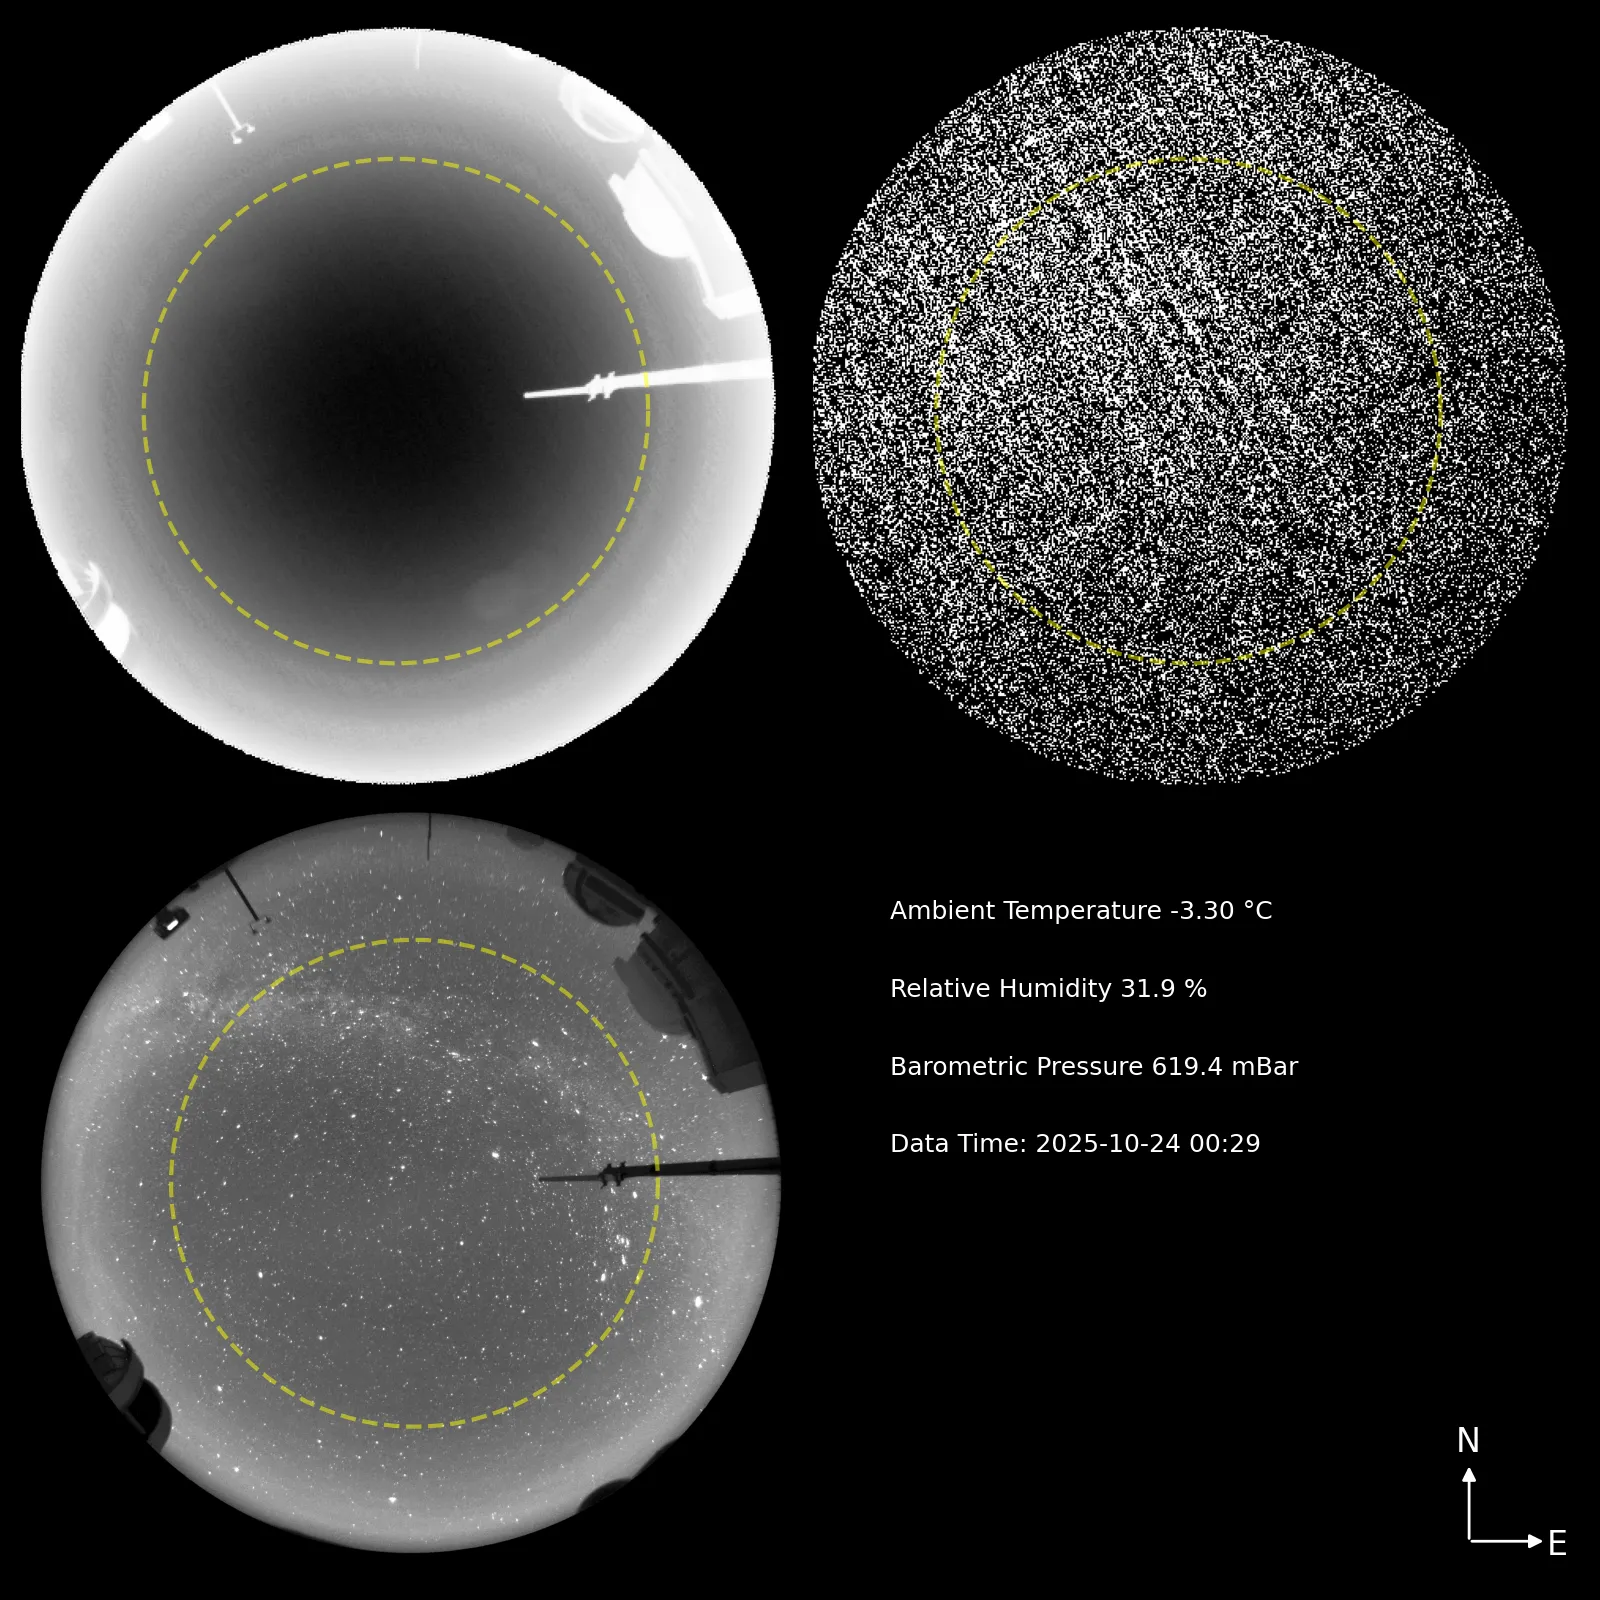 Ambient Temperature -3.30 °C
Relative Humidity 31.9 %
Barometric Pressure 619.4 mBar
Data Time: 2025-10-24 00:29
N
E